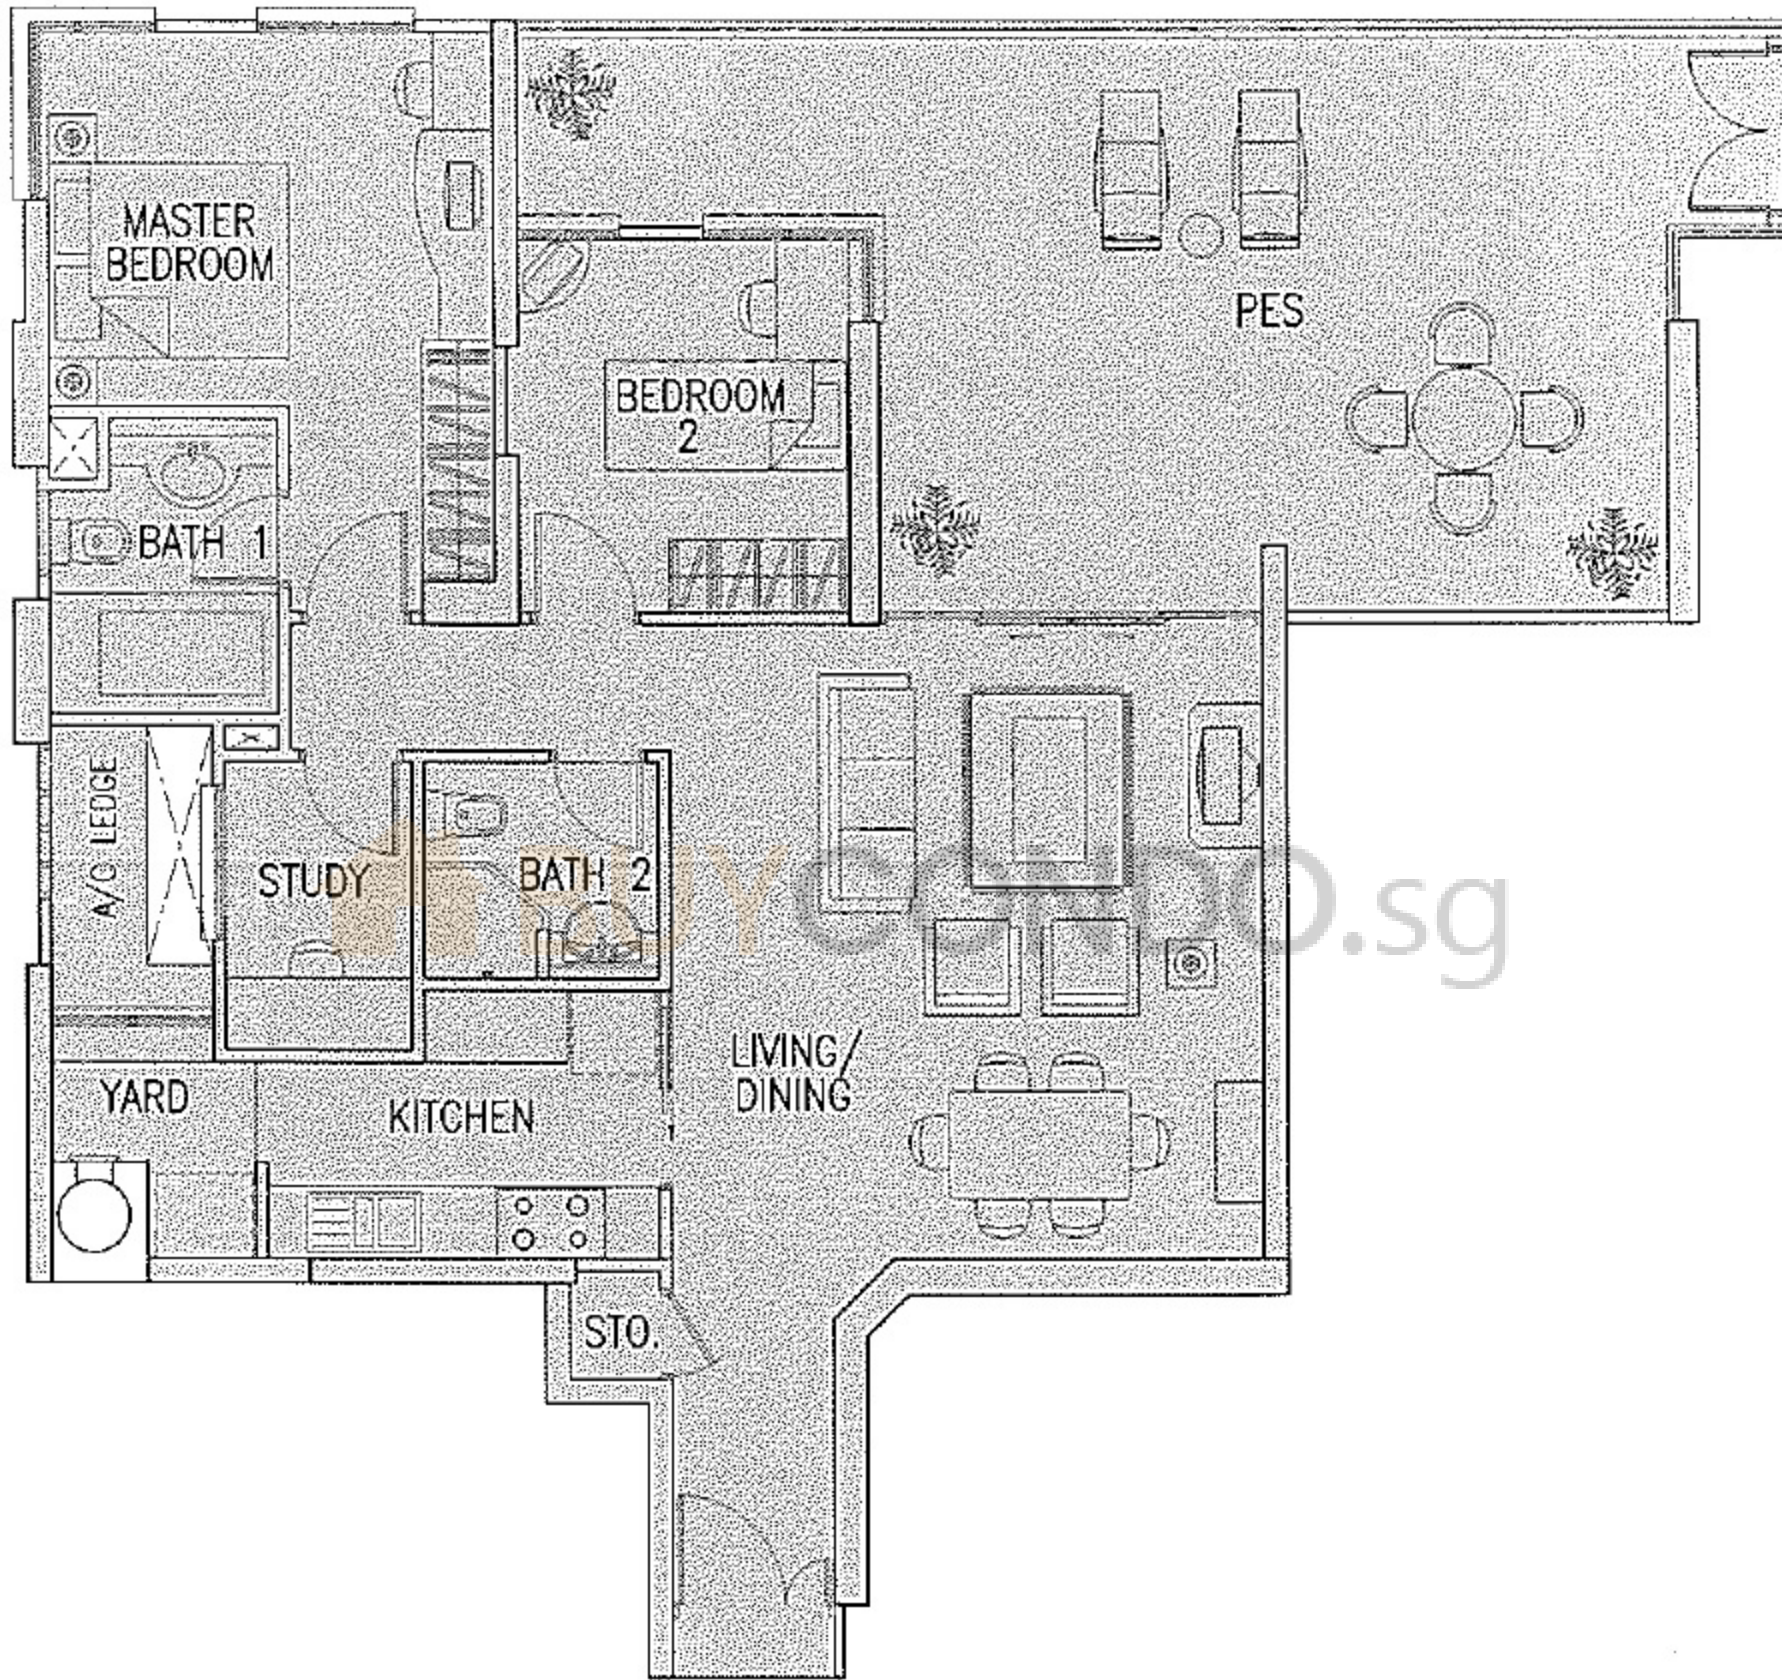 MASTER
BEDROOM
PES
BEDROOM
2
BATH 1
A/C LEDGE
STUDY
BATH 2
BUYCONDO.sg
LIVING/
DINING
YARD
KITCHEN
STO.